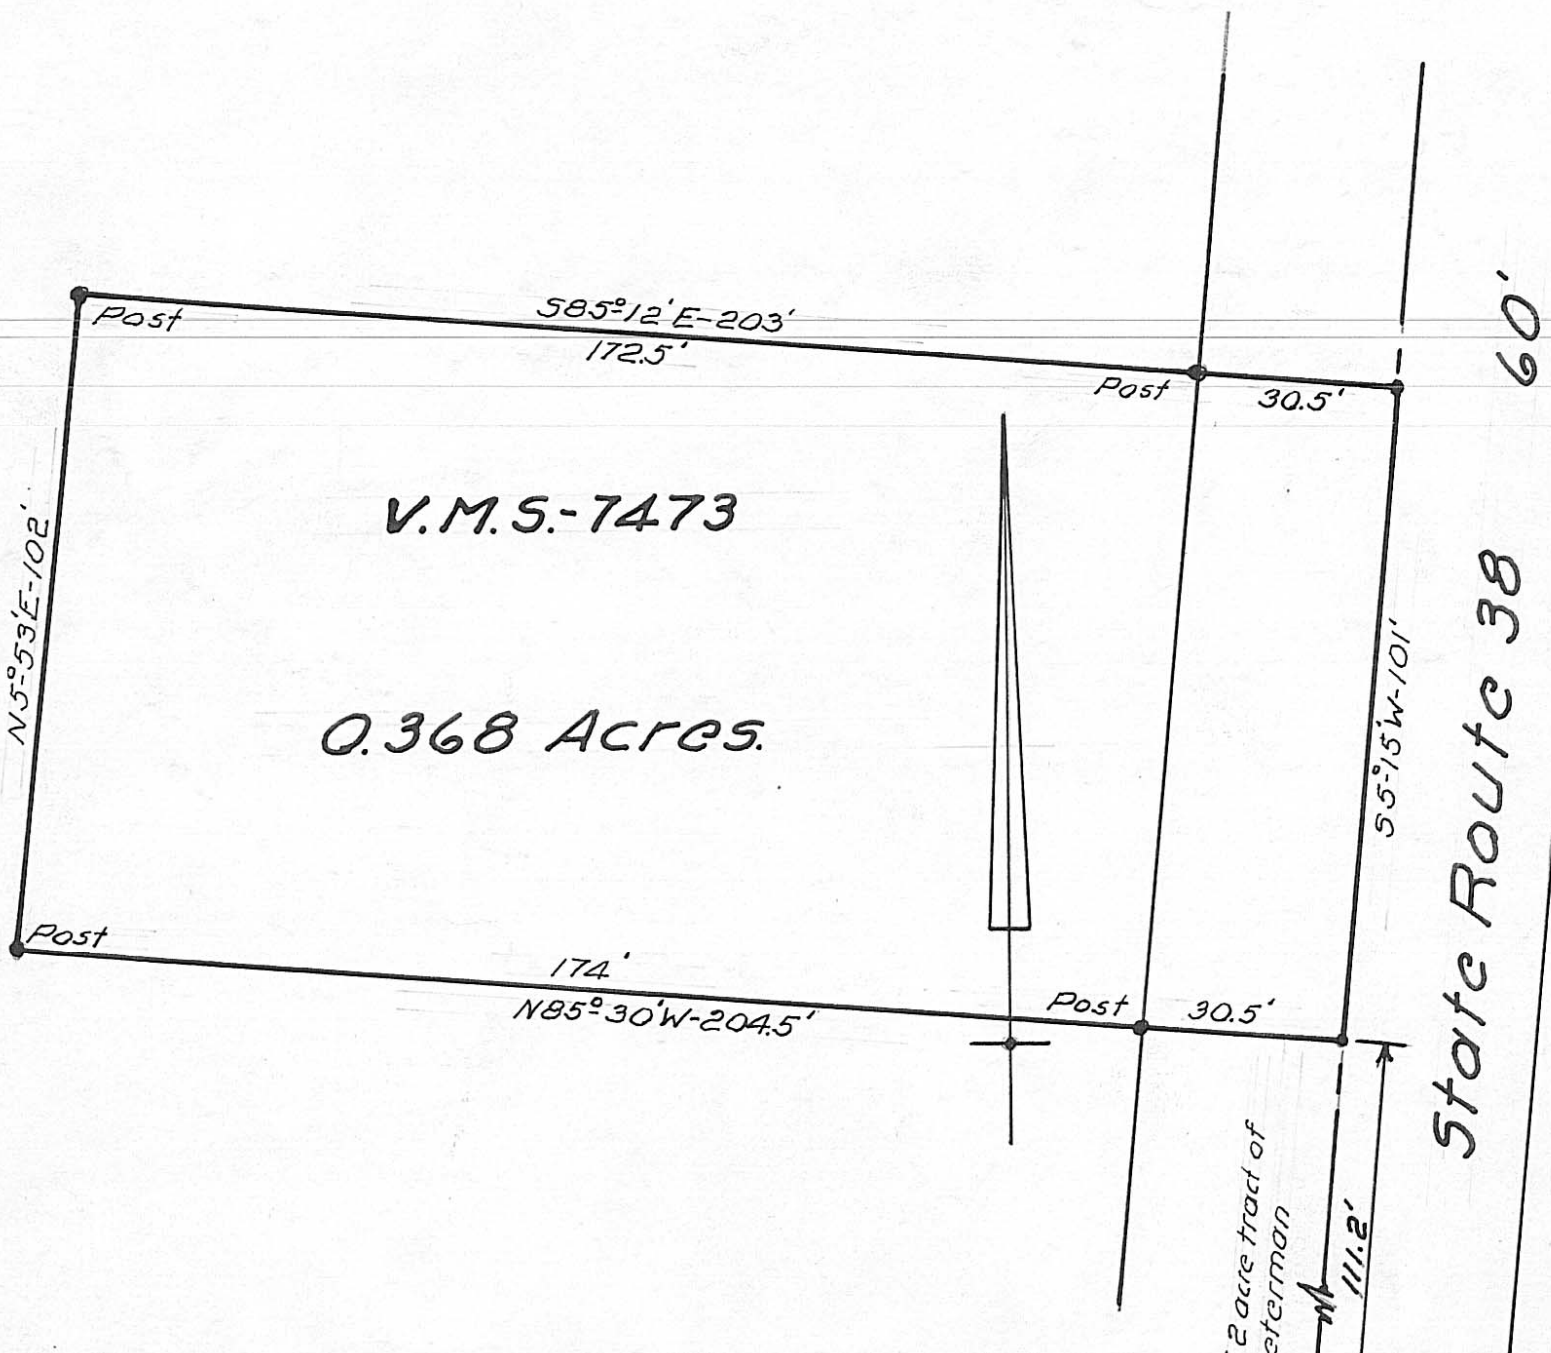 S85°12'E-203'
172.5'
Post
Post
30.5'
60'
V.M.S.-7473
N5°-53'E-102'
0.368 Acres.
S5°-15'W-101'
State Route 38
Post
174'
N85°30'W-204.5'
Post
30.5'
2 acre tract of
111.2'